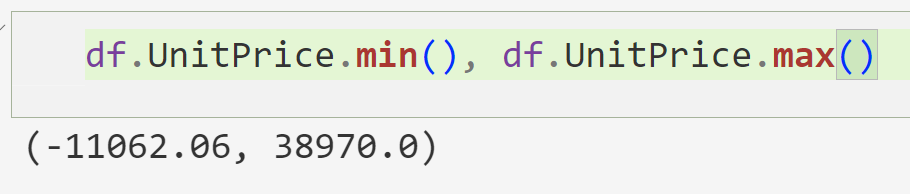 df.UnitPrice.min(), df.UnitPrice.max()
(-11062.06, 38970.0)